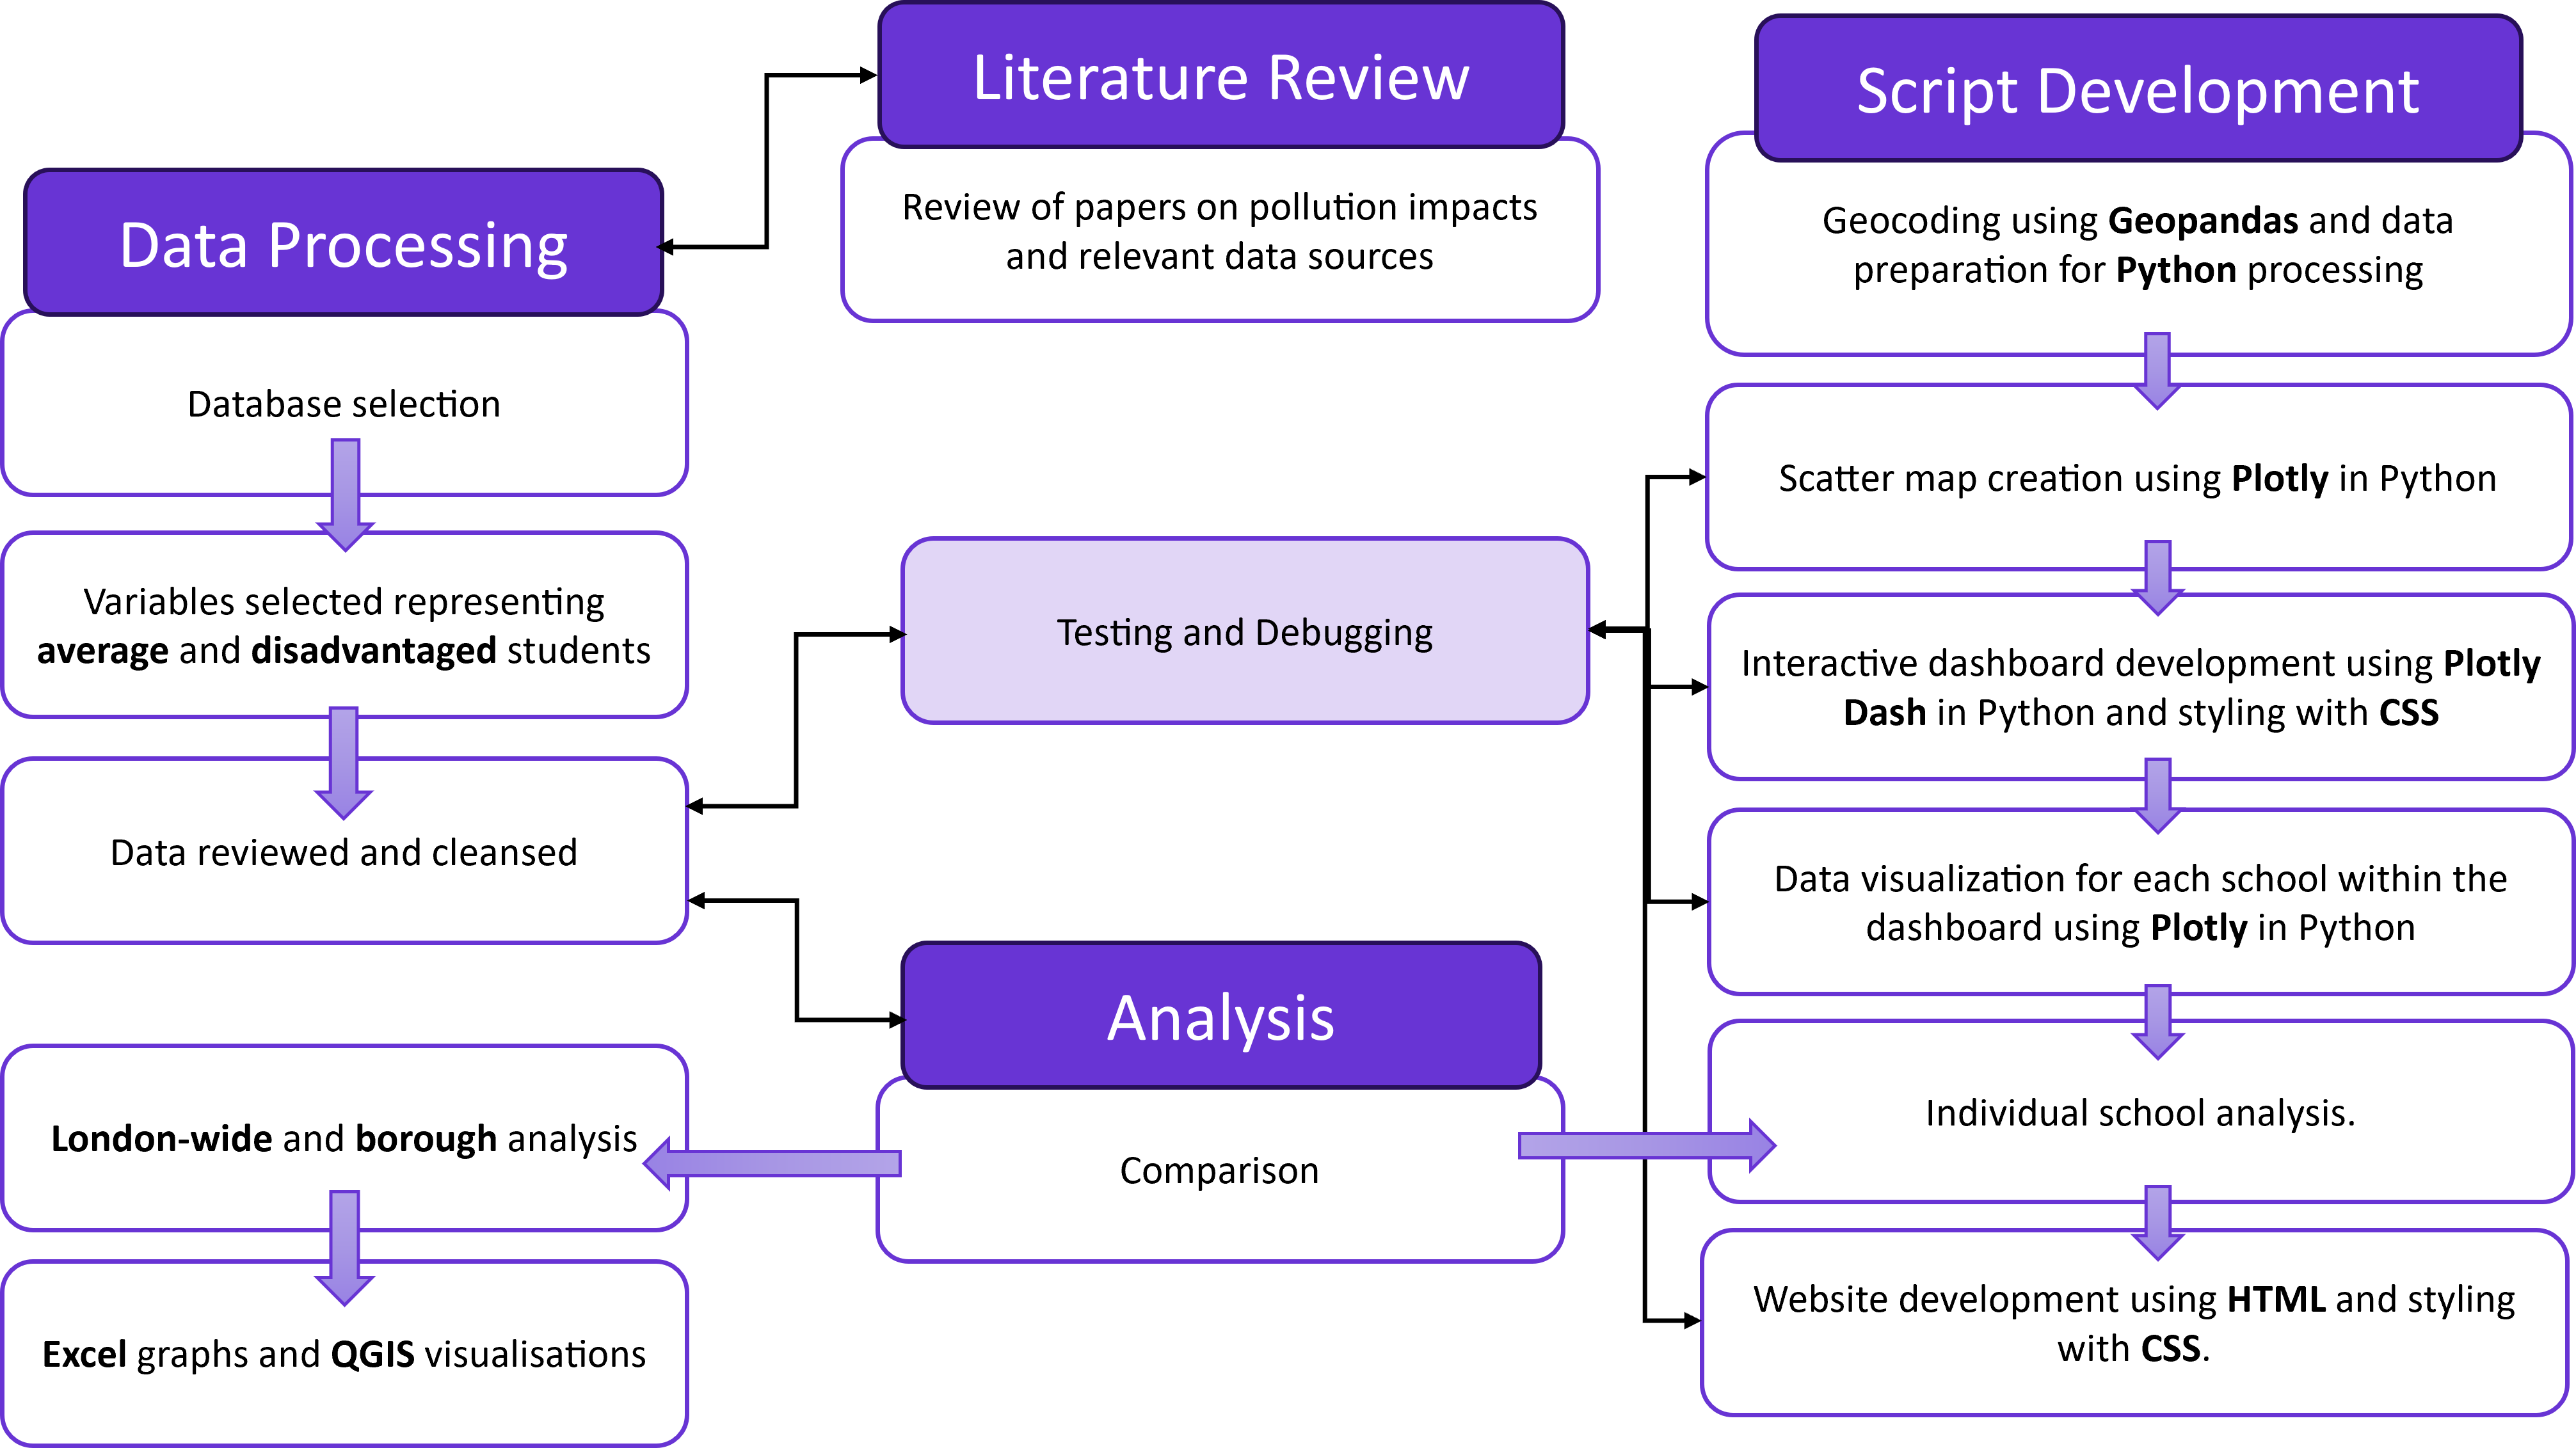 Literature Review
Review of papers on pollution impacts
and relevant data sources
Data Processing
Database selection
Variables selected representing
average and disadvantaged students
Data reviewed and cleansed
Testing and Debugging
Analysis
Comparison
London-wide and borough analysis
Excel graphs and QGIS visualisations
Script Development
Geocoding using Geopandas and data
preparation for Python processing
Scatter map creation using Plotly in Python
Interactive dashboard development using Plotly
Dash in Python and styling with CSS
Data visualization for each school within the
dashboard using Plotly in Python
Individual school analysis.
Website development using HTML and styling
with CSS.